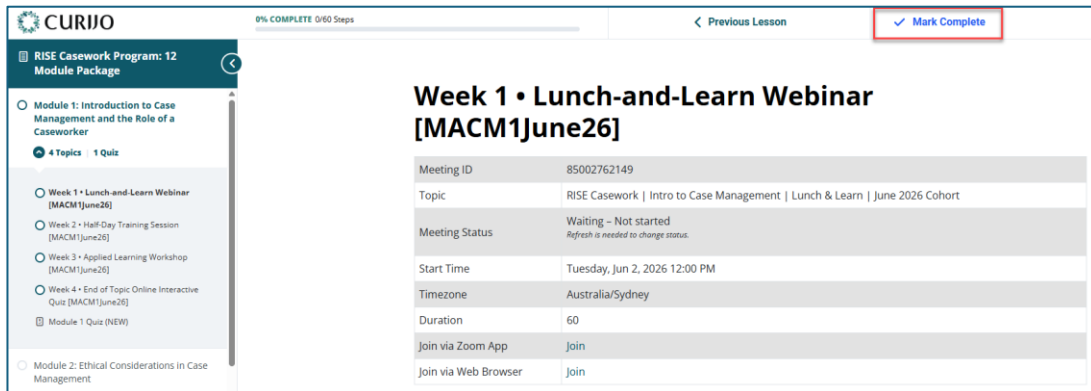 CURIJO
0% COMPLETE 0/60 Steps
Previous Lesson
Mark Complete
RISE Casework Program: 12
Module Package
Module 1: Introduction to Case
Management and the Role of a
Caseworker
4 Topics | 1 Quiz
Week 1 • Lunch-and-Learn Webinar
[MACM1June26]
Week 2 • Half-Day Training Session
[MACM1June26]
Week 3 • Applied Learning Workshop
[MACM1June26]
Week 4 • End of Topic Online Interactive
Quiz [MACM1June26]
Module 1 Quiz (NEW)
Module 2: Ethical Considerations in Case
Management
Week 1 • Lunch-and-Learn Webinar
[MACM1June26]
Meeting ID 85002762149
Topic RISE Casework | Intro to Case Management | Lunch & Learn | June 2026 Cohort
Meeting Status Waiting – Not started
Refresh is needed to change status.
Start Time Tuesday, Jun 2, 2026 12:00 PM
Timezone Australia/Sydney
Duration 60
Join via Zoom App Join
Join via Web Browser Join